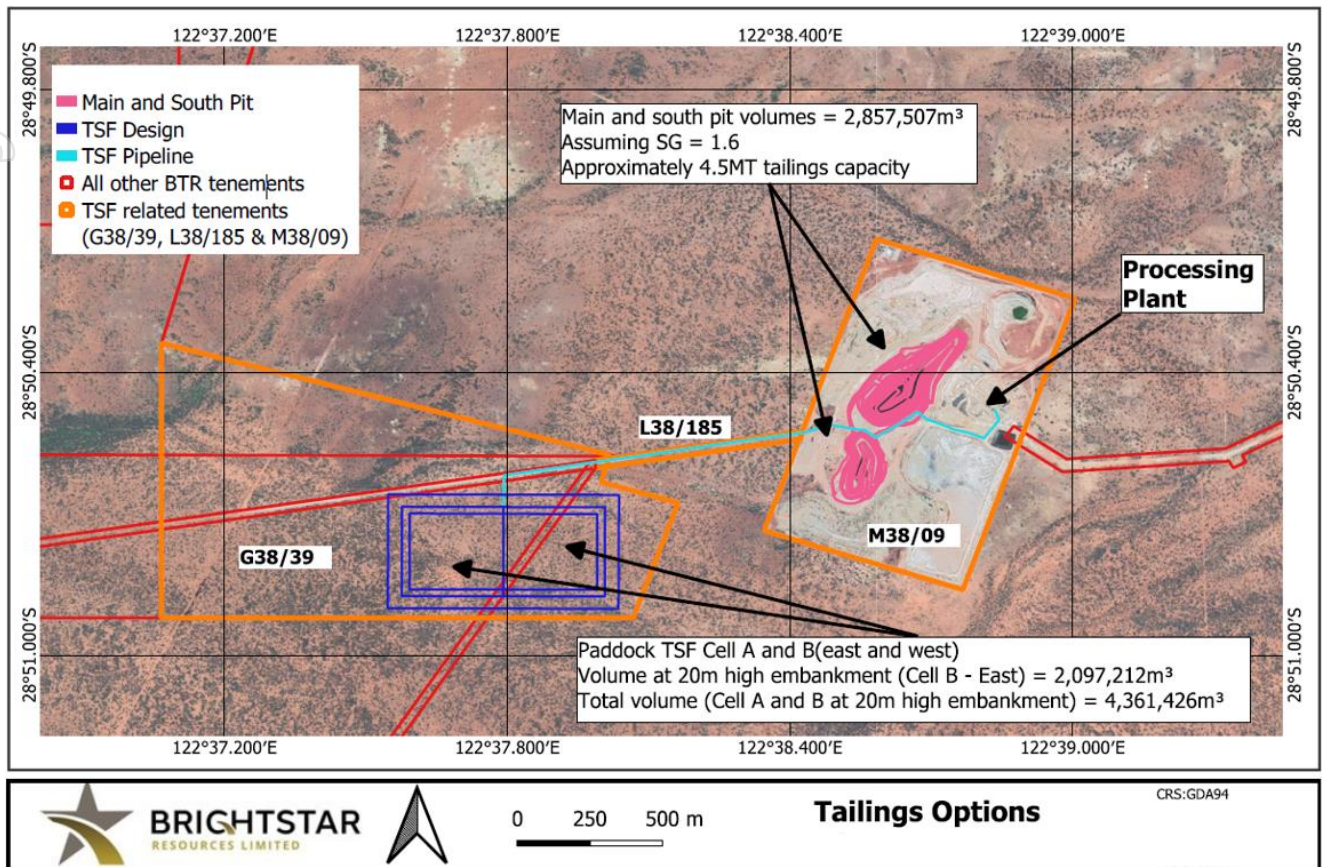 122°37.200′E 122°37.800′E 122°38.400′E 122°39.000′E
28°49.800′S
28°49.800′S
Main and South Pit
TSF Design
TSF Pipeline
All other BTR tenements
TSF related tenements
(G38/39, L38/185 & M38/09)
Main and south pit volumes = 2,857,507m³
Assuming SG = 1.6
Approximately 4.5MT tailings capacity
Processing
Plant
28°50.400′S
28°50.400′S
L38/185
M38/09
G38/39
Paddock TSF Cell A and B(east and west)
Volume at 20m high embankment (Cell B - East) = 2,097,212m³
Total volume (Cell A and B at 20m high embankment) = 4,361,426m³
28°51.000′S
28°51.000′S
122°37.200′E 122°37.800′E 122°38.400′E 122°39.000′E
BRIGHTSTAR
RESOURCES LIMITED
0 250 500 m
Tailings Options
CRS:GDA94